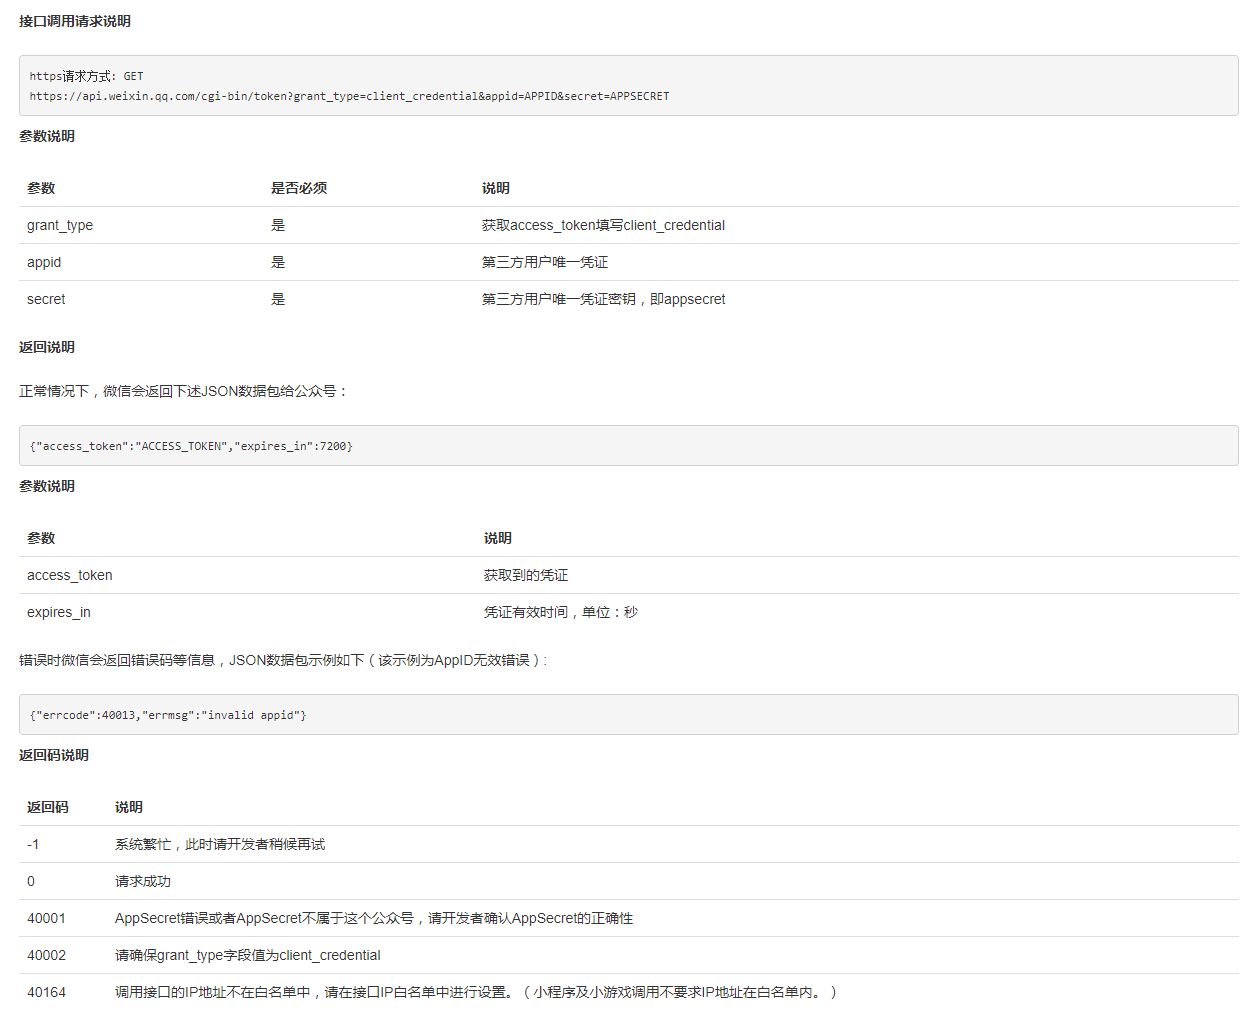 接口调用请求说明
https请求方式: GET
https://api.weixin.qq.com/cgi-bin/token?grant_type=client_credential&appid=APPID&secret=APPSECRET
参数说明
参数 是否必须 说明
grant_type 是 获取access_token填写client_credential
appid 是 第三方用户唯一凭证
secret 是 第三方用户唯一凭证密钥，即appsecret
返回说明
正常情况下，微信会返回下述JSON数据包给公众号：
{"access_token":"ACCESS_TOKEN","expires_in":7200}
参数说明
参数 说明
access_token 获取到的凭证
expires_in 凭证有效时间，单位：秒
错误时微信会返回错误码等信息，JSON数据包示例如下（该示例为AppID无效错误）:
{"errcode":40013,"errmsg":"invalid appid"}
返回码说明
返回码 说明
-1 系统繁忙，此时请开发者稍候再试
0 请求成功
40001 AppSecret错误或者AppSecret不属于这个公众号，请开发者确认AppSecret的正确性
40002 请确保grant_type字段值为client_credential
40164 调用接口的IP地址不在白名单中，请在接口IP白名单中进行设置。（小程序及小游戏调用不要求IP地址在白名单内。）